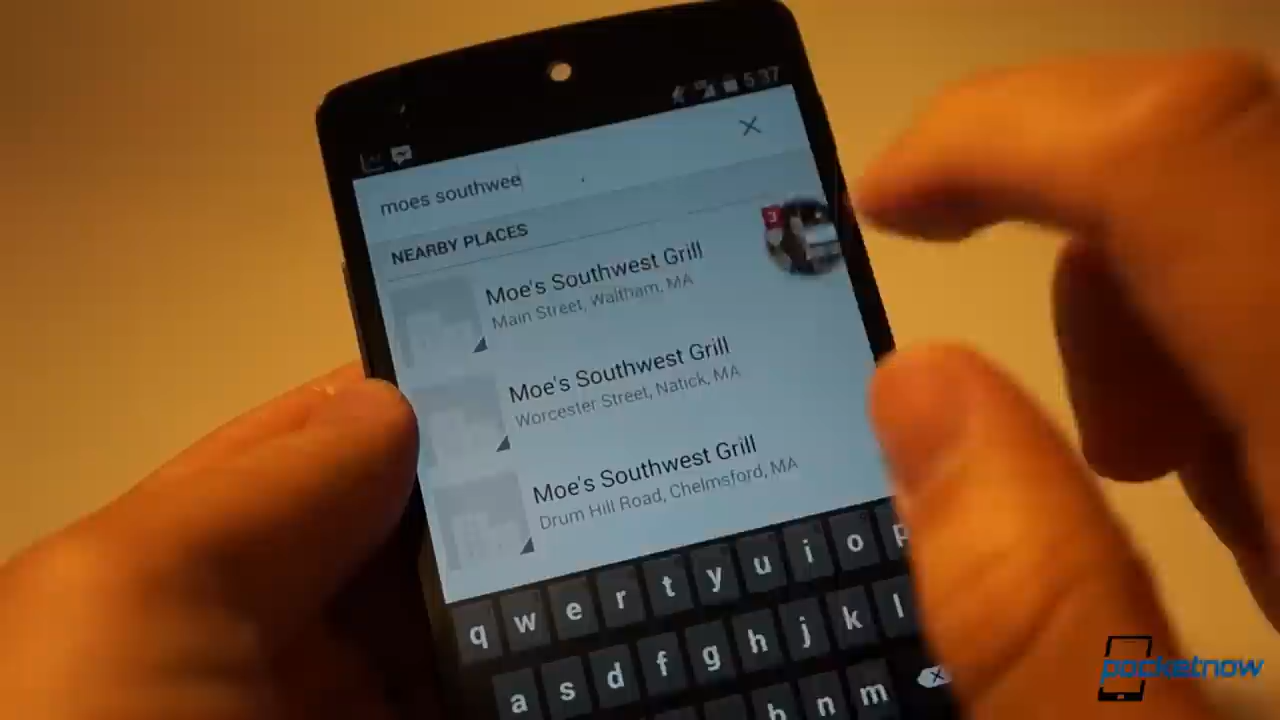 5:37
moes southwee
NEARBY PLACES
3
Moe's Southwest Grill
Main Street, Waltham, MA
Moe's Southwest Grill
Worcester Street, Natick, MA
Moe's Southwest Grill
Drum Hill Road, Chelmsford, MA
q w e r t y u i o p
a s d f g h j k l
b n m
pocketnow